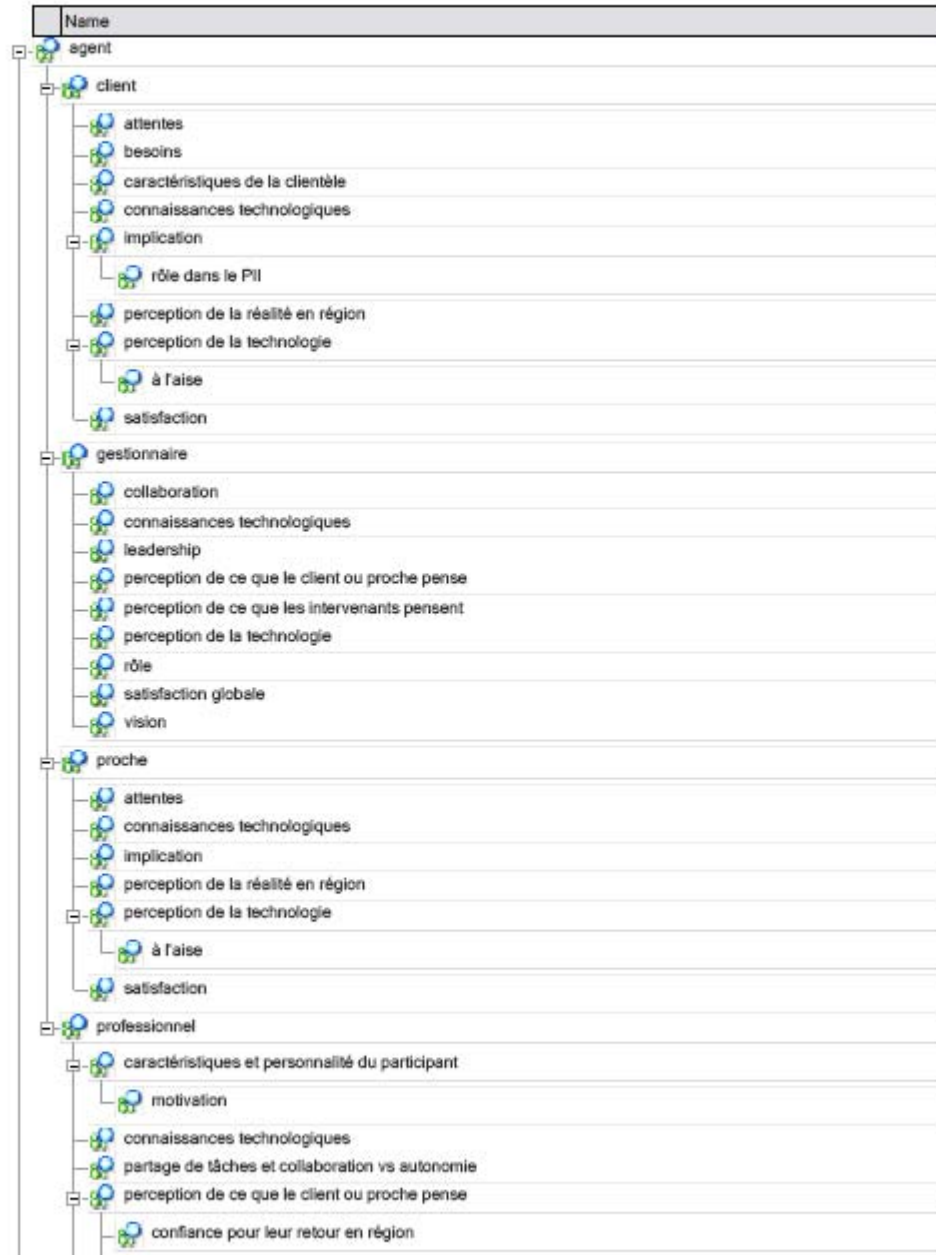 Name
agent
client
attentes
besoins
caractéristiques de la clientèle
connaissances technologiques
implication
rôle dans le PII
perception de la réalité en région
perception de la technologie
à l'aise
satisfaction
gestionnaire
collaboration
connaissances technologiques
leadership
perception de ce que le client ou proche pense
perception de ce que les intervenants pensent
perception de la technologie
rôle
satisfaction globale
vision
proche
attentes
connaissances technologiques
implication
perception de la réalité en région
perception de la technologie
à l'aise
satisfaction
professionnel
caractéristiques et personnalité du participant
motivation
connaissances technologiques
partage de tâches et collaboration vs autonomie
perception de ce que le client ou proche pense
confiance pour leur retour en région